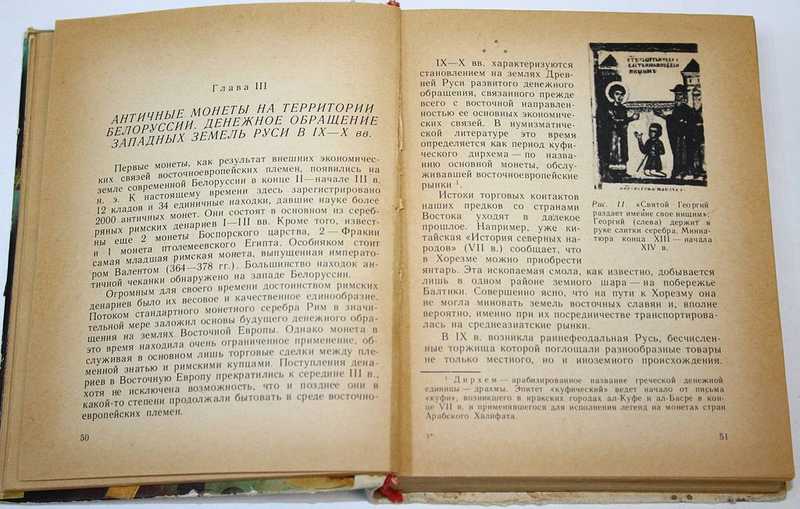 Глава III
АНТИЧНЫЕ МОНЕТЫ НА ТЕРРИТОРИИ
БЕЛОРУССИИ. ДЕНЕЖНОЕ ОБРАЩЕНИЕ
ЗАПАДНЫХ ЗЕМЕЛЬ РУСИ В IX—X вв.
Первые монеты, как результат внешних экономичес-
ких связей восточноевропейских племен, появились на
земле современной Белоруссии в конце II—начале III в.
н. э. К настоящему времени здесь зарегистрировано
12 кладов и 34 единичные находки, давшие науке более
2000 античных монет. Они состоят в основном из сереб-
ряных римских денариев I—III вв. Кроме того, извест-
ны еще 2 монеты Боспорского царства, 2 — Фракии
и 1 монета птолемеевского Египта. Особняком стоит
самая младшая римская монета, выпущенная императо-
ром Валентом (364—378 гг.). Большинство находок ан-
тичной чеканки обнаружено на западе Белоруссии.
Огромным для своего времени достоинством римских
денариев было их весовое и качественное единообразие.
Потоком стандартного монетного серебра Рим в значи-
тельной мере заложил основы будущего денежного обра-
щения на землях Восточной Европы. Однако монета в
это время находила очень ограниченное применение, об-
служивая в основном лишь торговые сделки между пле-
менной знатью и римскими купцами. Поступления дена-
риев в Восточную Европу прекратились к середине III в.,
хотя не исключена возможность, что и позднее они в
какой-то степени продолжали бытовать в среде восточно-
европейских племен.
50
IX—X вв. характеризуются
становлением на землях Древ-
ней Руси развитого денежного
обращения, связанного прежде
всего с восточной направлен-
ностью ее основных экономичес-
ких связей. В нумизматичес-
кой литературе это время
определяется как период куфи-
ческого дирхема — по назва-
нию основной монеты, обслу-
живавшей восточноевропейские
рынки ¹.
Истоки торговых контактов
наших предков со странами
Востока уходят в далекое
прошлое. Например, уже ки-
тайская «История северных на-
родов» (VII в.) сообщает, что
в Хорезме можно приобрести
янтарь. Эта ископаемая смола, как известно, добывается
лишь в одном районе земного шара — на побережье
Балтики. Совершенно ясно, что на пути к Хорезму она
не могла миновать земель восточных славян и, вполне
вероятно, именно при их посредничестве транспортирова-
лась на среднеазиатские рынки.
В IX в. возникла раннефеодальная Русь, бесчислен-
ные торжища которой поглощали разнообразные товары
не только местного, но и иноземного происхождения.
Рис. 11. «Святой Георгий
раздает имение свое нищим»:
Георгий (слева) держит в
руке слитки серебра. Миниа-
тюра конца XIII — начала
XIV в.
¹ Дирхем — арабизированное название греческой денежной
единицы — драхмы. Эпитет «куфический» ведет начало от письма
«куфи», возникшего в иракских городах ал-Куфе и ал-Басре в кон-
це VII в. и применявшегося для исполнения легенд на монетах стран
Арабского Халифата.
51